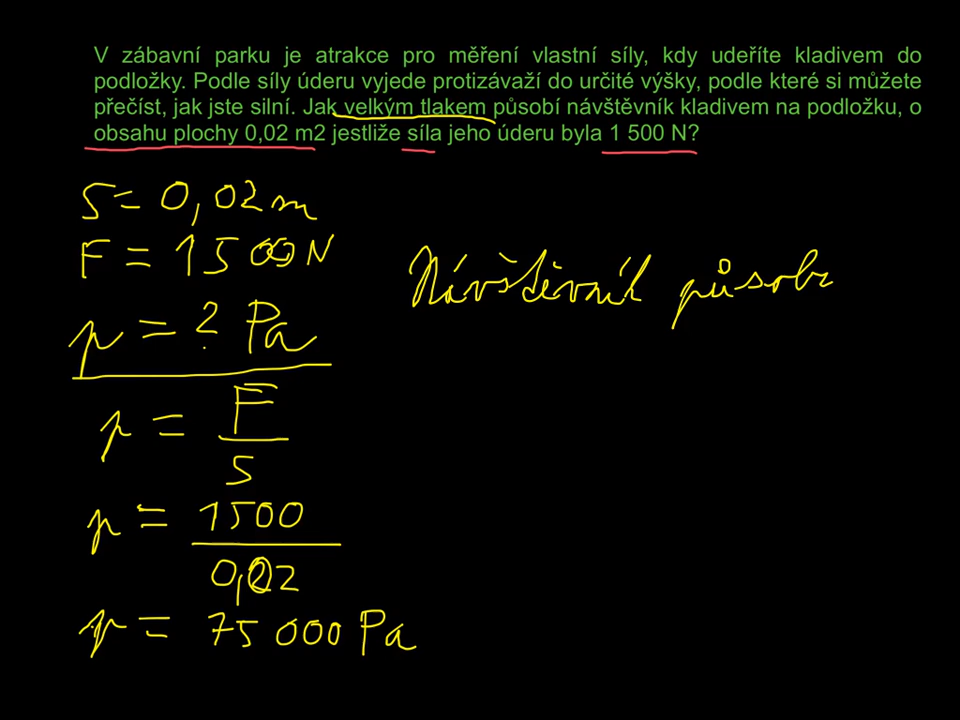 V zábavní parku je atrakce pro měření vlastní síly, kdy udeříte kladivem do
podložky. Podle síly úderu vyjede protizávaží do určité výšky, podle které si můžete
přečíst, jak jste silní. Jak velkým tlakem působí návštěvník kladivem na podložku, o
obsahu plochy 0,02 m2 jestliže síla jeho úderu byla 1 500 N?
S = 0,02 m
F = 1500 N
p = ? Pa
p = F
S
p = 1500
0,02
p = 75 000 Pa
Návštěvník působ